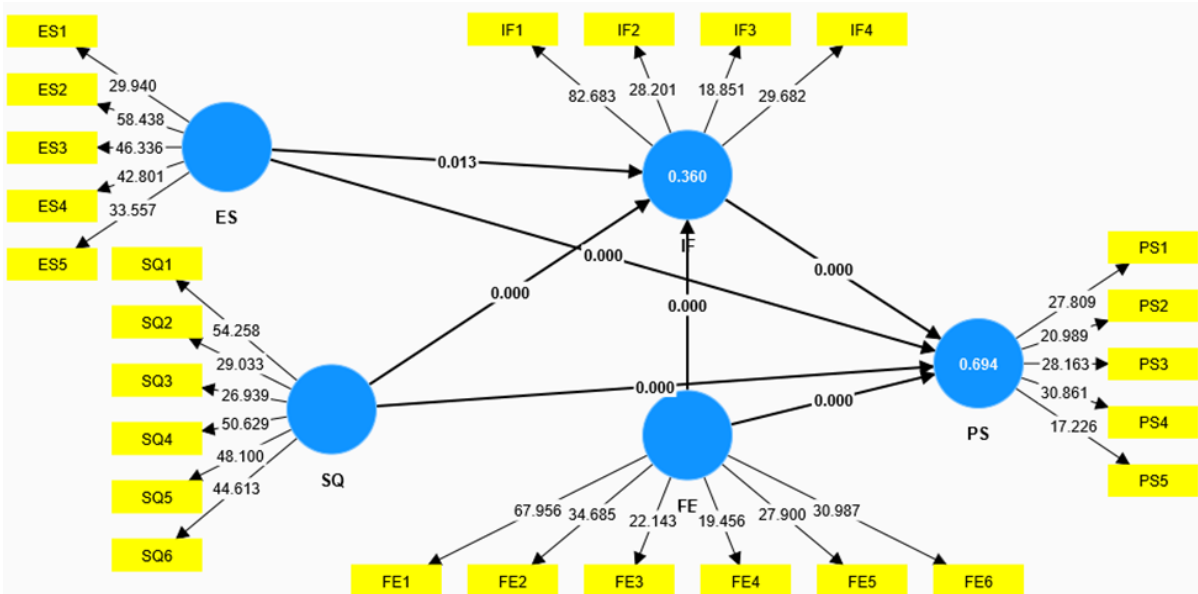 ES1
ES2
ES3
ES4
ES5
29.940
58.438
46.336
42.801
33.557
ES
IF1
IF2
IF3
IF4
82.683
28.201
18.851
29.682
0.360
IF
0.013
0.000
0.000
0.000
0.000
0.000
0.000
SQ1
SQ2
SQ3
SQ4
SQ5
SQ6
54.258
29.033
26.939
50.629
48.100
44.613
SQ
PS1
PS2
PS3
PS4
PS5
27.809
20.989
28.163
30.861
17.226
0.694
PS
FE
67.956
34.685
22.143
19.456
27.900
30.987
FE1
FE2
FE3
FE4
FE5
FE6